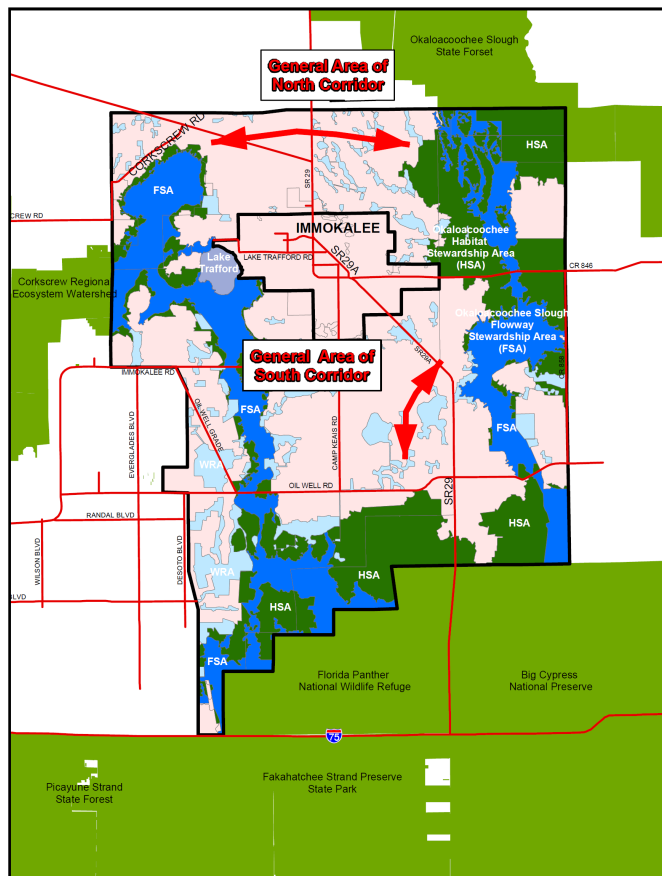 Okaloacoochee Slough
State Forset
General Area of
North Corridor
CORKSCREW RD
SR 29
HSA
FSA
CREW RD
IMMOKALEE
Okaloacoochee
Habitat
Stewardship Area
(HSA)
Lake
Trafford
LAKE TRAFFORD RD
SR29A
CR 846
Corkscrew Regional
Ecosystem Watershed
Okaloacoochee Slough
Flowway
Stewardship Area
(FSA)
General Area of
South Corridor
SR29A
CR 858
IMMOKALEE RD
OIL WELL GRADE
FSA
EVERGLADES BLVD
CAMP KEAIS RD
FSA
WRA
OIL WELL RD
SR29
RANDAL BLVD
HSA
WILSON BLVD
DESOTO BLVD
WRA
HSA
BLVD
HSA
FSA
Florida Panther
National Wildlife Refuge
Big Cypress
National Preserve
75
Picayune Strand
State Forest
Fakahatchee Strand Preserve
State Park